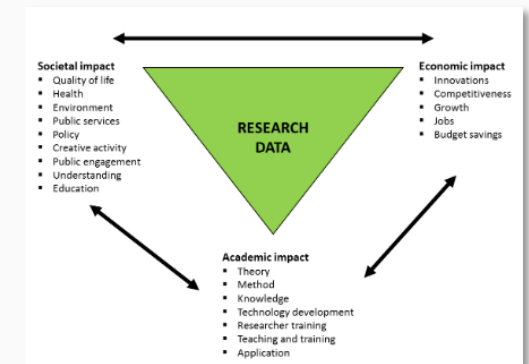 Societal impact
▪ Quality of life
▪ Health
▪ Environment
▪ Public services
▪ Policy
▪ Creative activity
▪ Public engagement
▪ Understanding
▪ Education
Economic impact
▪ Innovations
▪ Competitiveness
▪ Growth
▪ Jobs
▪ Budget savings
RESEARCH
DATA
Academic impact
▪ Theory
▪ Method
▪ Knowledge
▪ Technology development
▪ Researcher training
▪ Teaching and training
▪ Application